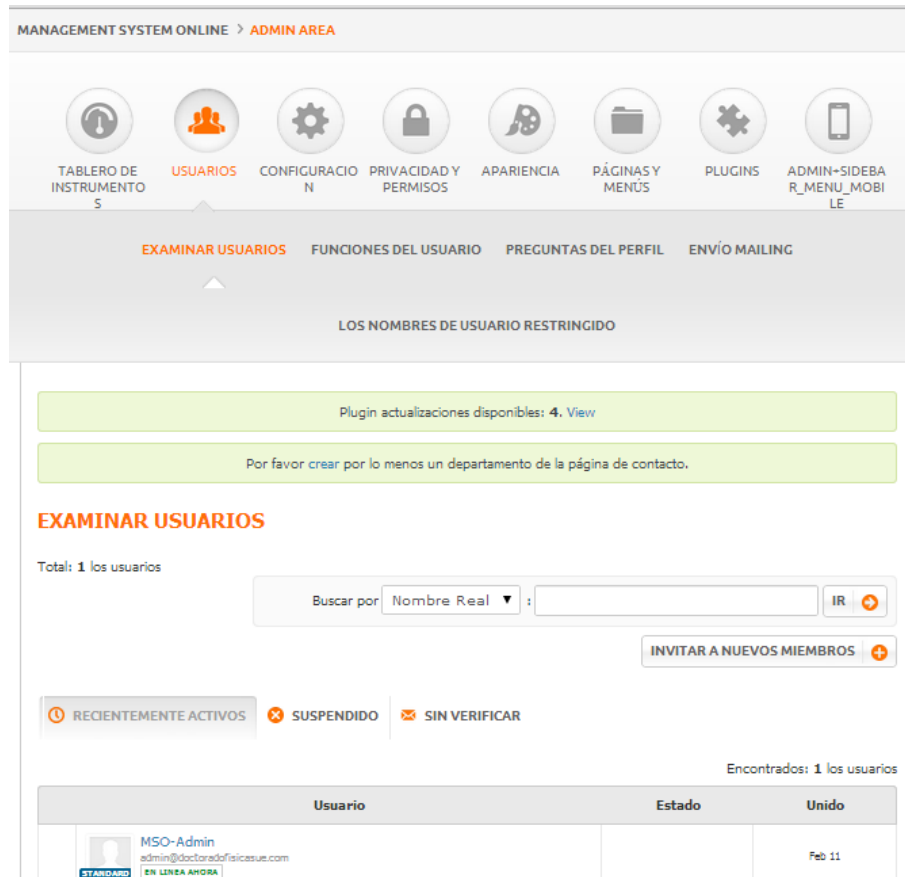 MANAGEMENT SYSTEM ONLINE > ADMIN AREA
TABLERO DE
INSTRUMENTO
S
USUARIOS
CONFIGURACIO
N
PRIVACIDAD Y
PERMISOS
APARIENCIA
PÁGINAS Y
MENÚS
PLUGINS
ADMIN+SIDEBA
R_MENU_MOBI
LE
EXAMINAR USUARIOS FUNCIONES DEL USUARIO PREGUNTAS DEL PERFIL ENVÍO MAILING
LOS NOMBRES DE USUARIO RESTRINGIDO
Plugin actualizaciones disponibles: 4. View
Por favor crear por lo menos un departamento de la página de contacto.
EXAMINAR USUARIOS
Total: 1 los usuarios
Buscar por Nombre Real : IR
INVITAR A NUEVOS MIEMBROS
RECIENTEMENTE ACTIVOS SUSPENDIDO SIN VERIFICAR
Encontrados: 1 los usuarios
Usuario Estado Unido
MSO-Admin
admin@doctoradofisicasue.com
Feb 11
STANDARD EN LINEA AHORA